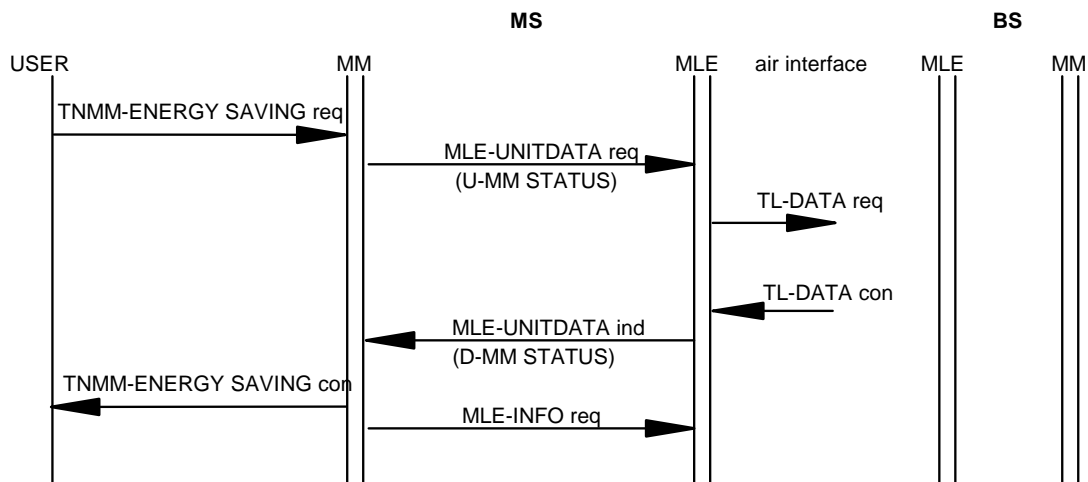 MS BS
USER MM MLE air interface MLE MM
TNMM-ENERGY SAVING req
MLE-UNITDATA req
(U-MM STATUS)
TL-DATA req
TL-DATA con
MLE-UNITDATA ind
(D-MM STATUS)
TNMM-ENERGY SAVING con
MLE-INFO req